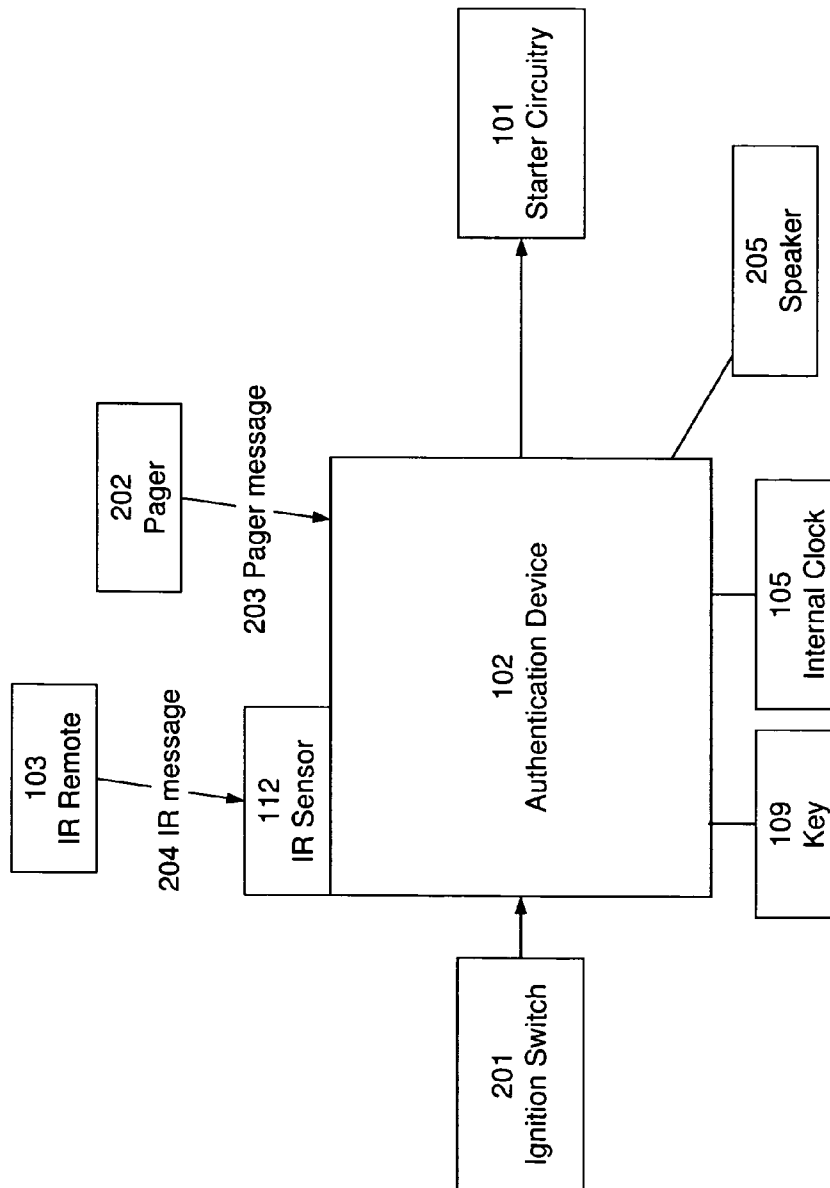 103
IR Remote
204 IR message
112
IR Sensor
202
Pager
203 Pager message
201
Ignition Switch
102
Authentication Device
101
Starter Circuitry
109
Key
105
Internal Clock
205
Speaker